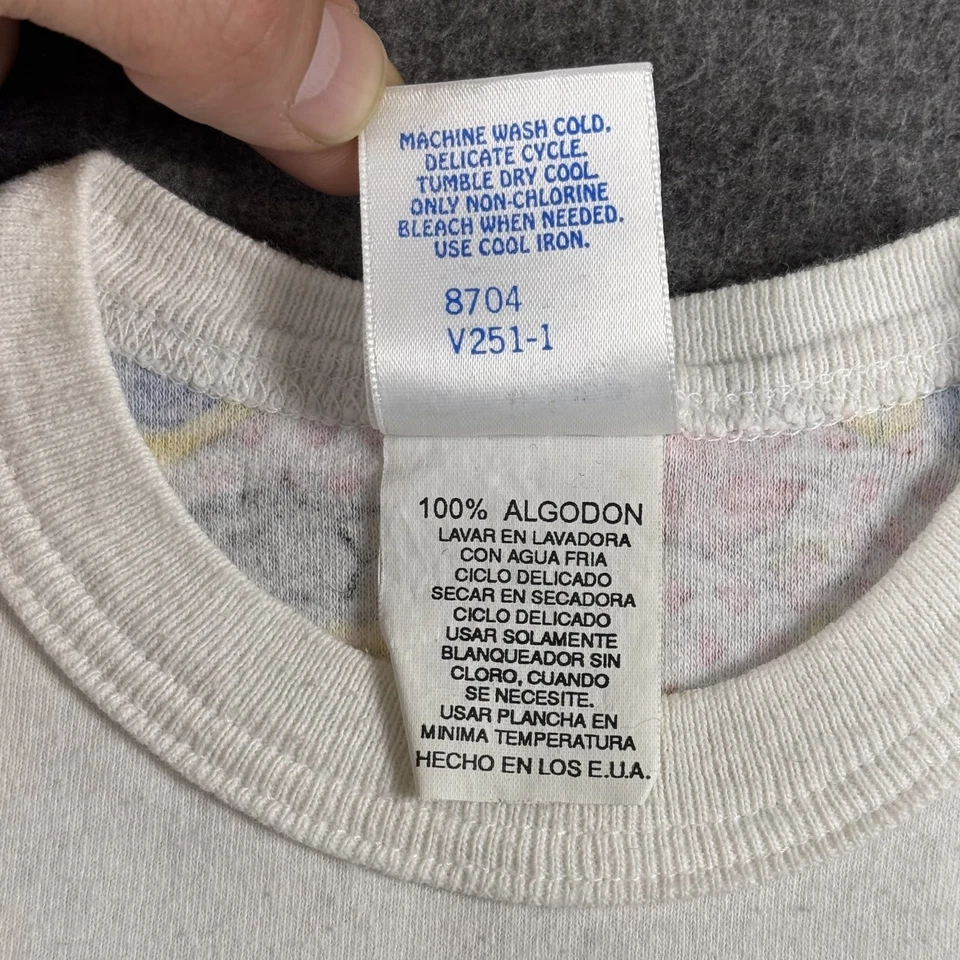 MACHINE WASH COLD.
DELICATE CYCLE.
TUMBLE DRY COOL.
ONLY NON-CHLORINE
BLEACH WHEN NEEDED.
USE COOL IRON.
8704
V251-1
100% ALGODON
LAVAR EN LAVADORA
CON AGUA FRIA
CICLO DELICADO
SECAR EN SECADORA
CICLO DELICADO
USAR SOLAMENTE
BLANQUEADOR SIN
CLORO, CUANDO
SE NECESITE.
USAR PLANCHA EN
MINIMA TEMPERATURA
HECHO EN LOS E.U.A.